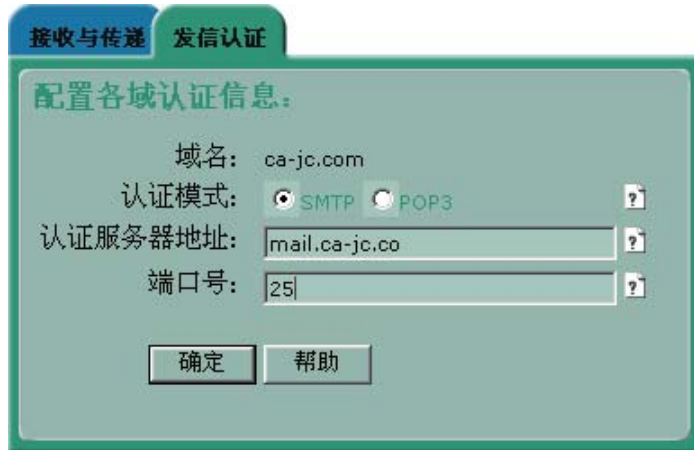 接收与传递 发信认证
配置各域认证信息：
域名： ca-jc.com
认证模式： SMTP POP3
认证服务器地址： mail.ca-jc.co
端口号： 25
确定 帮助